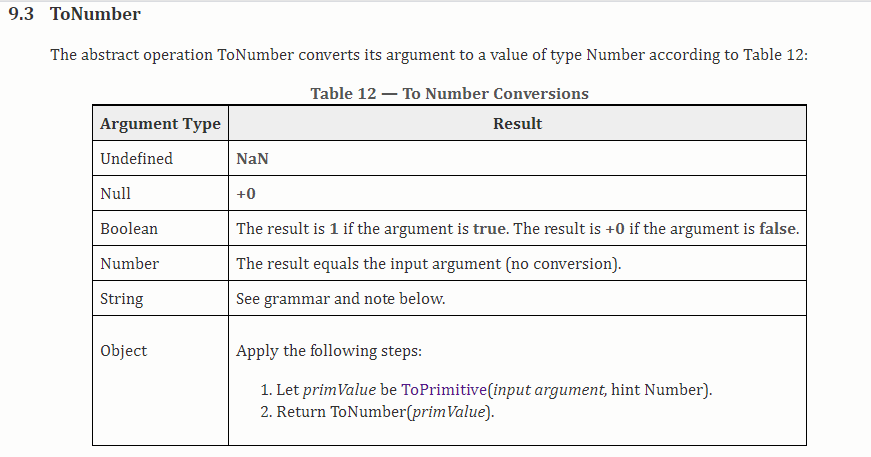 9.3 ToNumber
The abstract operation ToNumber converts its argument to a value of type Number according to Table 12:
Table 12 — To Number Conversions
Argument Type Result
Undefined NaN
Null +0
Boolean The result is 1 if the argument is true. The result is +0 if the argument is false.
Number The result equals the input argument (no conversion).
String See grammar and note below.
Object Apply the following steps:
1. Let primValue be ToPrimitive(input argument, hint Number).
2. Return ToNumber(primValue).